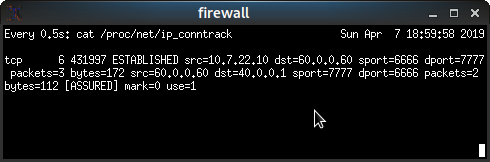 firewall
Every 0.5s: cat /proc/net/ip_conntrack Sun Apr 7 18:59:58 2019
tcp 6 431997 ESTABLISHED src=10.7.22.10 dst=60.0.0.60 sport=6666 dport=7777
packets=3 bytes=172 src=60.0.0.60 dst=40.0.0.1 sport=7777 dport=6666 packets=2
bytes=112 [ASSURED] mark=0 use=1